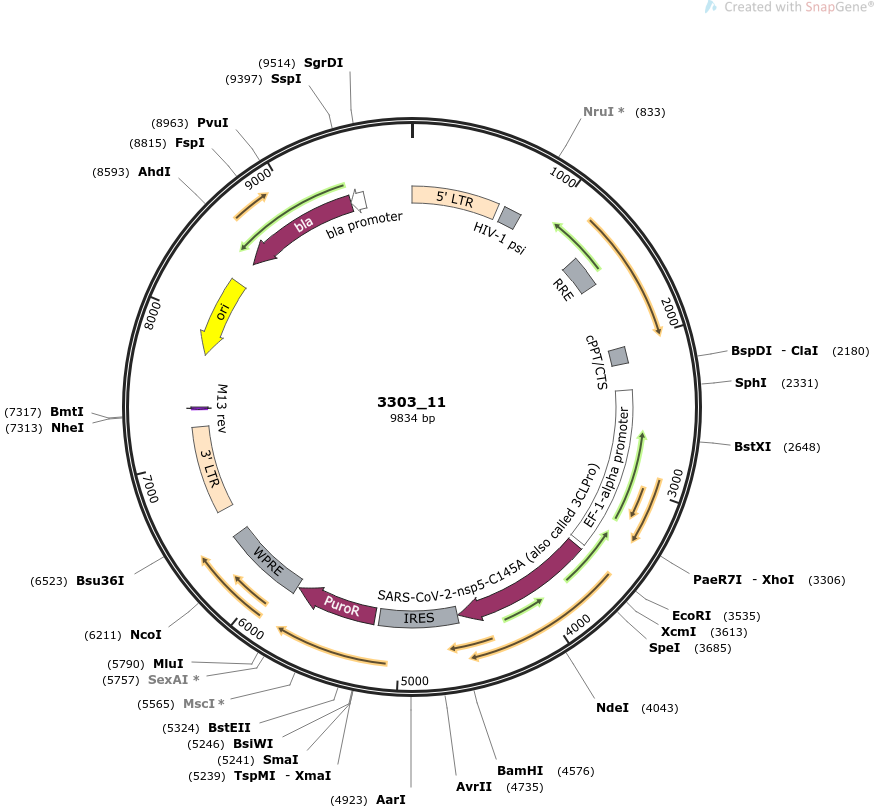 Created with SnapGene®
(9514) SgrDI
(9397) SspI
(8963) PvuI
(8815) FspI
(8593) AhdI
NruI * (833)
1000
2000
3000
4000
5000
6000
7000
8000
9000
5' LTR
HIV-1 psi
RRE
cPPT/CTS
EF-1-alpha promoter
SARS-CoV-2-nsp5-C145A (also called 3CLPro)
IRES
PuroR
WPRE
3' LTR
M13 rev
ori
bla
bla promoter
3303_11
9834 bp
BspDI - ClaI (2180)
SphI (2331)
BstXI (2648)
PaeR7I - XhoI (3306)
EcoRI (3535)
XcmI (3613)
SpeI (3685)
NdeI (4043)
BamHI (4576)
AvrII (4735)
(4923) AarI
(5239) TspMI - XmaI
(5241) SmaI
(5246) BsiWI
(5324) BstEII
(5565) MscI *
(5757) SexAI *
(5790) MluI
(6211) NcoI
(6523) Bsu36I
(7313) NheI
(7317) BmtI